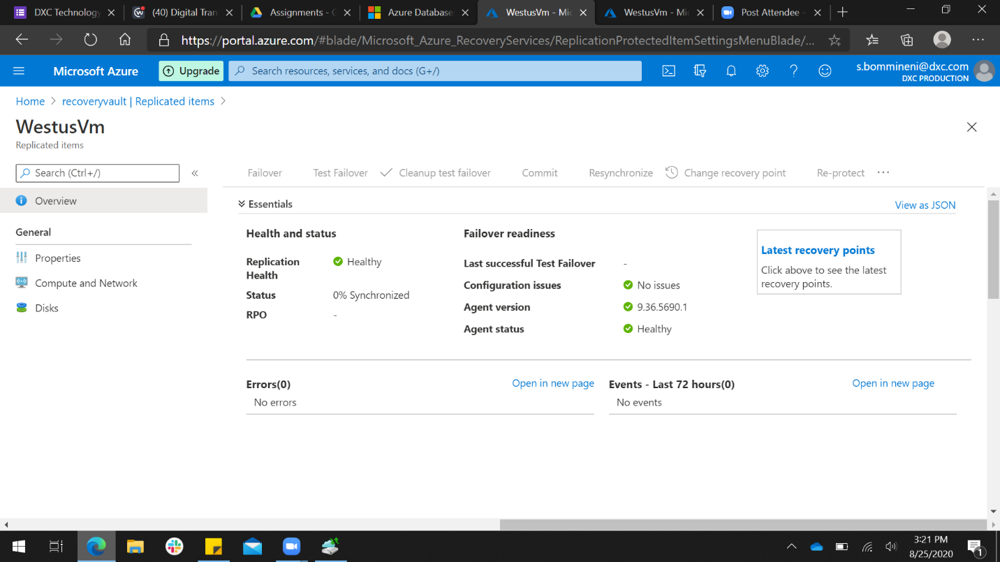 DXC Technology
(40) Digital Tran
Assignments - G
Azure Database
WestusVm - Mic
WestusVm - Mic
Post Attendee -
https://portal.azure.com/#blade/Microsoft_Azure_RecoveryServices/ReplicationProtectedItemSettingsMenuBlade/...
Microsoft Azure
Upgrade
Search resources, services, and docs (G+/)
s.bommineni@dxc.com
DXC PRODUCTION
Home > recoveryvault | Replicated items >
WestusVm
Replicated items
Search (Ctrl+/)
«
Failover
Test Failover
Cleanup test failover
Commit
Resynchronize
Change recovery point
Re-protect
...
Overview
General
Properties
Compute and Network
Disks
Essentials
View as JSON
Health and status
Replication
Health
Healthy
Status
0% Synchronized
RPO
-
Failover readiness
Last successful Test Failover
-
Configuration issues
No issues
Agent version
9.36.5690.1
Agent status
Healthy
Latest recovery points
Click above to see the latest
recovery points.
Errors(0)
Open in new page
No errors
Events - Last 72 hours(0)
Open in new page
No events
3:21 PM
8/25/2020
1